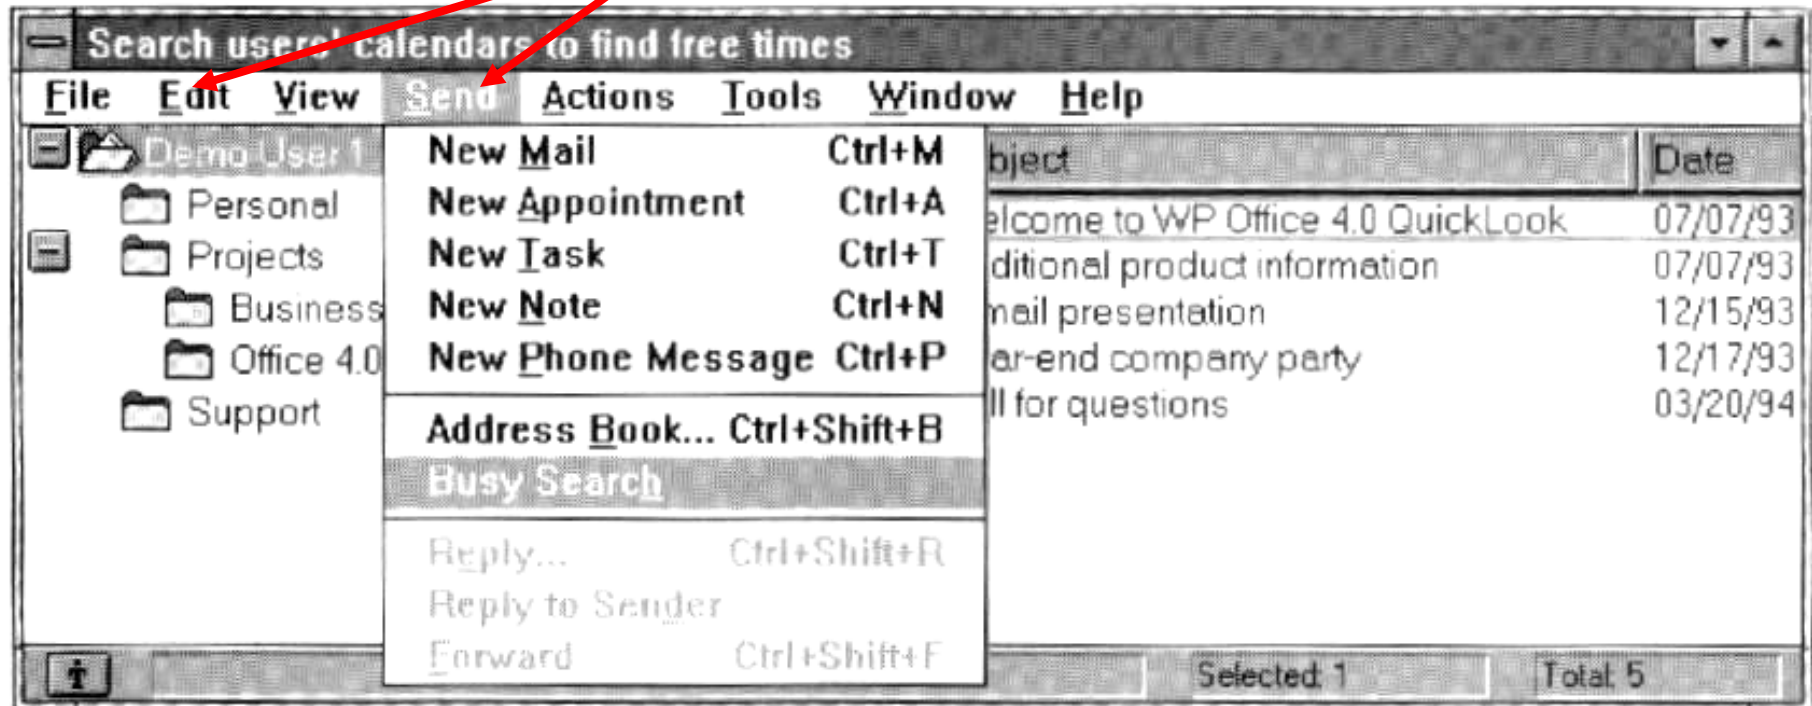 Search users' calendars to find free times
File Edit View Send Actions Tools Window Help
Demo User 1
Personal
Projects
Business
Office 4.0
Support
New Mail Ctrl+M
New Appointment Ctrl+A
New Task Ctrl+T
New Note Ctrl+N
New Phone Message Ctrl+P
Address Book... Ctrl+Shift+B
Busy Search
Reply... Ctrl+Shift+R
Reply to Sender
Forward Ctrl+Shift+F
bject Date
elcome to WP Office 4.0 QuickLook 07/07/93
ditional product information 07/07/93
mail presentation 12/15/93
ar-end company party 12/17/93
ll for questions 03/20/94
Selected: 1 Total: 5